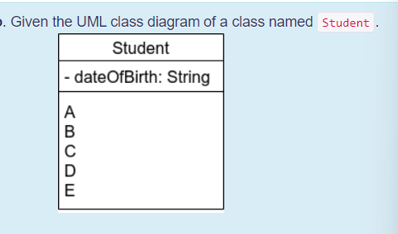 . Given the UML class diagram of a class named Student .
Student
- dateOfBirth: String
A
B
C
D
E